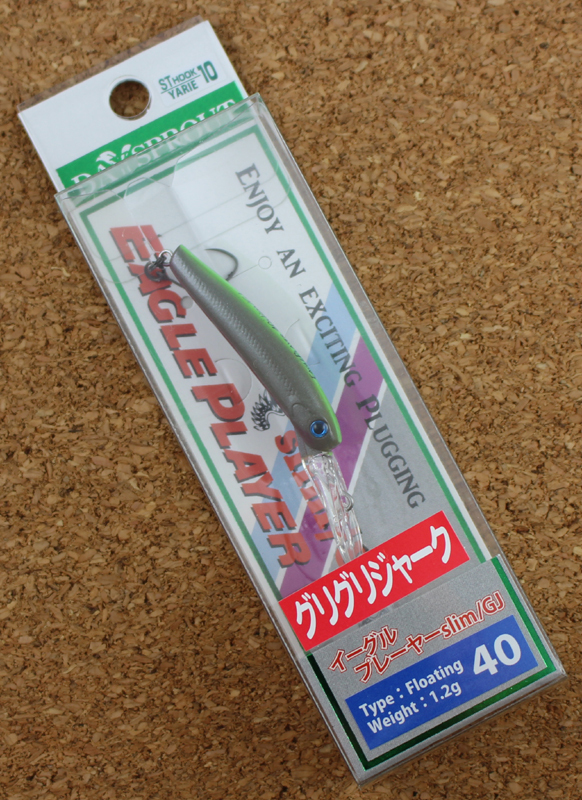 ST HOOK #10
YARIE
DAYSPROUT
ENJOY AN EXCITING PLUGGING
EAGLE PLAYER
slim
グリグリジャーク
イーグル
プレーヤーslim/GJ
Type : Floating
Weight : 1.2g
40